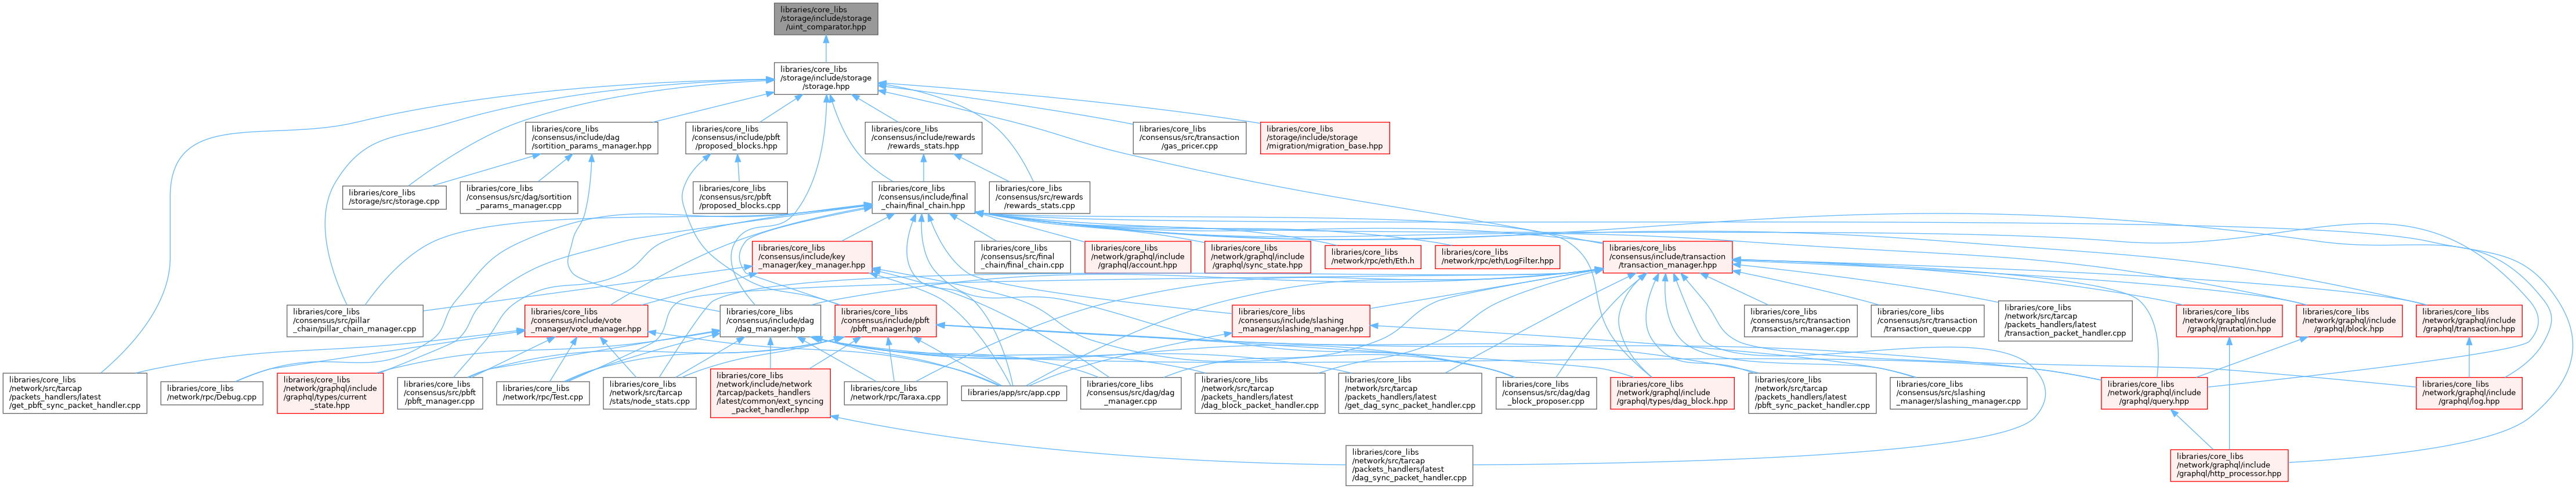 libraries/core_libs
/storage/include/storage
/uint_comparator.hpp
libraries/core_libs
/storage/include/storage
/storage.hpp
libraries/core_libs
/consensus/include/dag
/sortition_params_manager.hpp
libraries/core_libs
/consensus/include/pbft
/proposed_blocks.hpp
libraries/core_libs
/consensus/include/rewards
/rewards_stats.hpp
libraries/core_libs
/consensus/src/transaction
/gas_pricer.cpp
libraries/core_libs
/storage/include/storage
/migration/migration_base.hpp
libraries/core_libs
/storage/src/storage.cpp
libraries/core_libs
/consensus/src/dag/sortition
_params_manager.cpp
libraries/core_libs
/consensus/src/pbft
/proposed_blocks.cpp
libraries/core_libs
/consensus/include/final
_chain/final_chain.hpp
libraries/core_libs
/consensus/src/rewards
/rewards_stats.cpp
libraries/core_libs
/consensus/include/key
_manager/key_manager.hpp
libraries/core_libs
/consensus/src/final
_chain/final_chain.cpp
libraries/core_libs
/network/graphql/include
/graphql/account.hpp
libraries/core_libs
/network/graphql/include
/graphql/sync_state.hpp
libraries/core_libs
/network/rpc/eth/Eth.h
libraries/core_libs
/network/rpc/eth/LogFilter.hpp
libraries/core_libs
/consensus/include/transaction
/transaction_manager.hpp
libraries/core_libs
/consensus/src/pillar
_chain/pillar_chain_manager.cpp
libraries/core_libs
/consensus/include/vote
_manager/vote_manager.hpp
libraries/core_libs
/consensus/include/dag
/dag_manager.hpp
libraries/core_libs
/consensus/include/pbft
/pbft_manager.hpp
libraries/core_libs
/consensus/include/slashing
_manager/slashing_manager.hpp
libraries/core_libs
/consensus/src/transaction
/transaction_manager.cpp
libraries/core_libs
/consensus/src/transaction
/transaction_queue.cpp
libraries/core_libs
/network/src/tarcap
/packets_handlers/latest
/transaction_packet_handler.cpp
libraries/core_libs
/network/graphql/include
/graphql/mutation.hpp
libraries/core_libs
/network/graphql/include
/graphql/block.hpp
libraries/core_libs
/network/graphql/include
/graphql/transaction.hpp
libraries/core_libs
/network/src/tarcap
/packets_handlers/latest
/get_pbft_sync_packet_handler.cpp
libraries/core_libs
/network/rpc/Debug.cpp
libraries/core_libs
/network/graphql/include
/graphql/types/current
_state.hpp
libraries/core_libs
/consensus/src/pbft
/pbft_manager.cpp
libraries/core_libs
/network/rpc/Test.cpp
libraries/core_libs
/network/src/tarcap
/stats/node_stats.cpp
libraries/core_libs
/network/include/network
/tarcap/packets_handlers
/latest/common/ext_syncing
_packet_handler.hpp
libraries/core_libs
/network/rpc/Taraxa.cpp
libraries/app/src/app.cpp
libraries/core_libs
/consensus/src/dag/dag
_manager.cpp
libraries/core_libs
/network/src/tarcap
/packets_handlers/latest
/dag_block_packet_handler.cpp
libraries/core_libs
/network/src/tarcap
/packets_handlers/latest
/get_dag_sync_packet_handler.cpp
libraries/core_libs
/consensus/src/dag/dag
_block_proposer.cpp
libraries/core_libs
/network/graphql/include
/graphql/types/dag_block.hpp
libraries/core_libs
/network/src/tarcap
/packets_handlers/latest
/pbft_sync_packet_handler.cpp
libraries/core_libs
/consensus/src/slashing
_manager/slashing_manager.cpp
libraries/core_libs
/network/graphql/include
/graphql/query.hpp
libraries/core_libs
/network/graphql/include
/graphql/log.hpp
libraries/core_libs
/network/src/tarcap
/packets_handlers/latest
/dag_sync_packet_handler.cpp
libraries/core_libs
/network/graphql/include
/graphql/http_processor.hpp